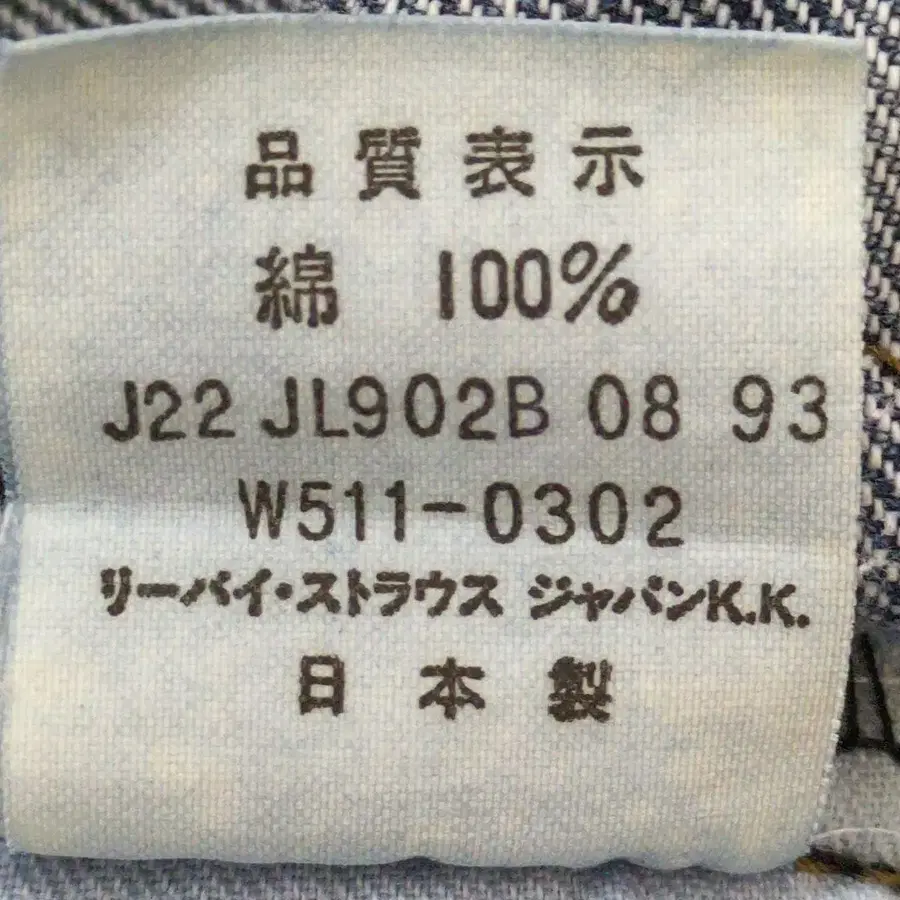 品質表示
綿 100%
J22 JL902B 08 93
W511-0302
リーバイ・ストラウス ジャパンK.K.
日本製